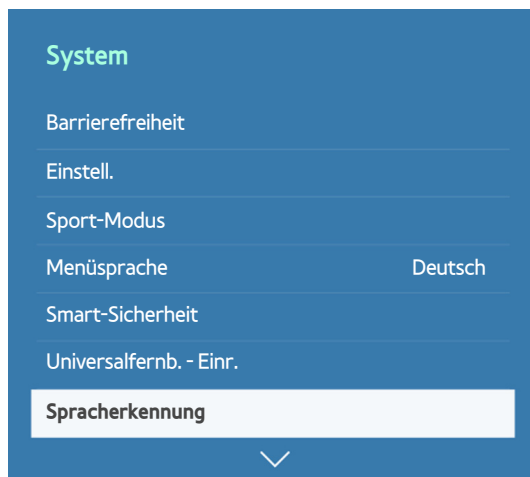 System
Barrierefreiheit
Einstell.
Sport-Modus
Menüsprache Deutsch
Smart-Sicherheit
Universalfernb. - Einr.
Spracherkennung